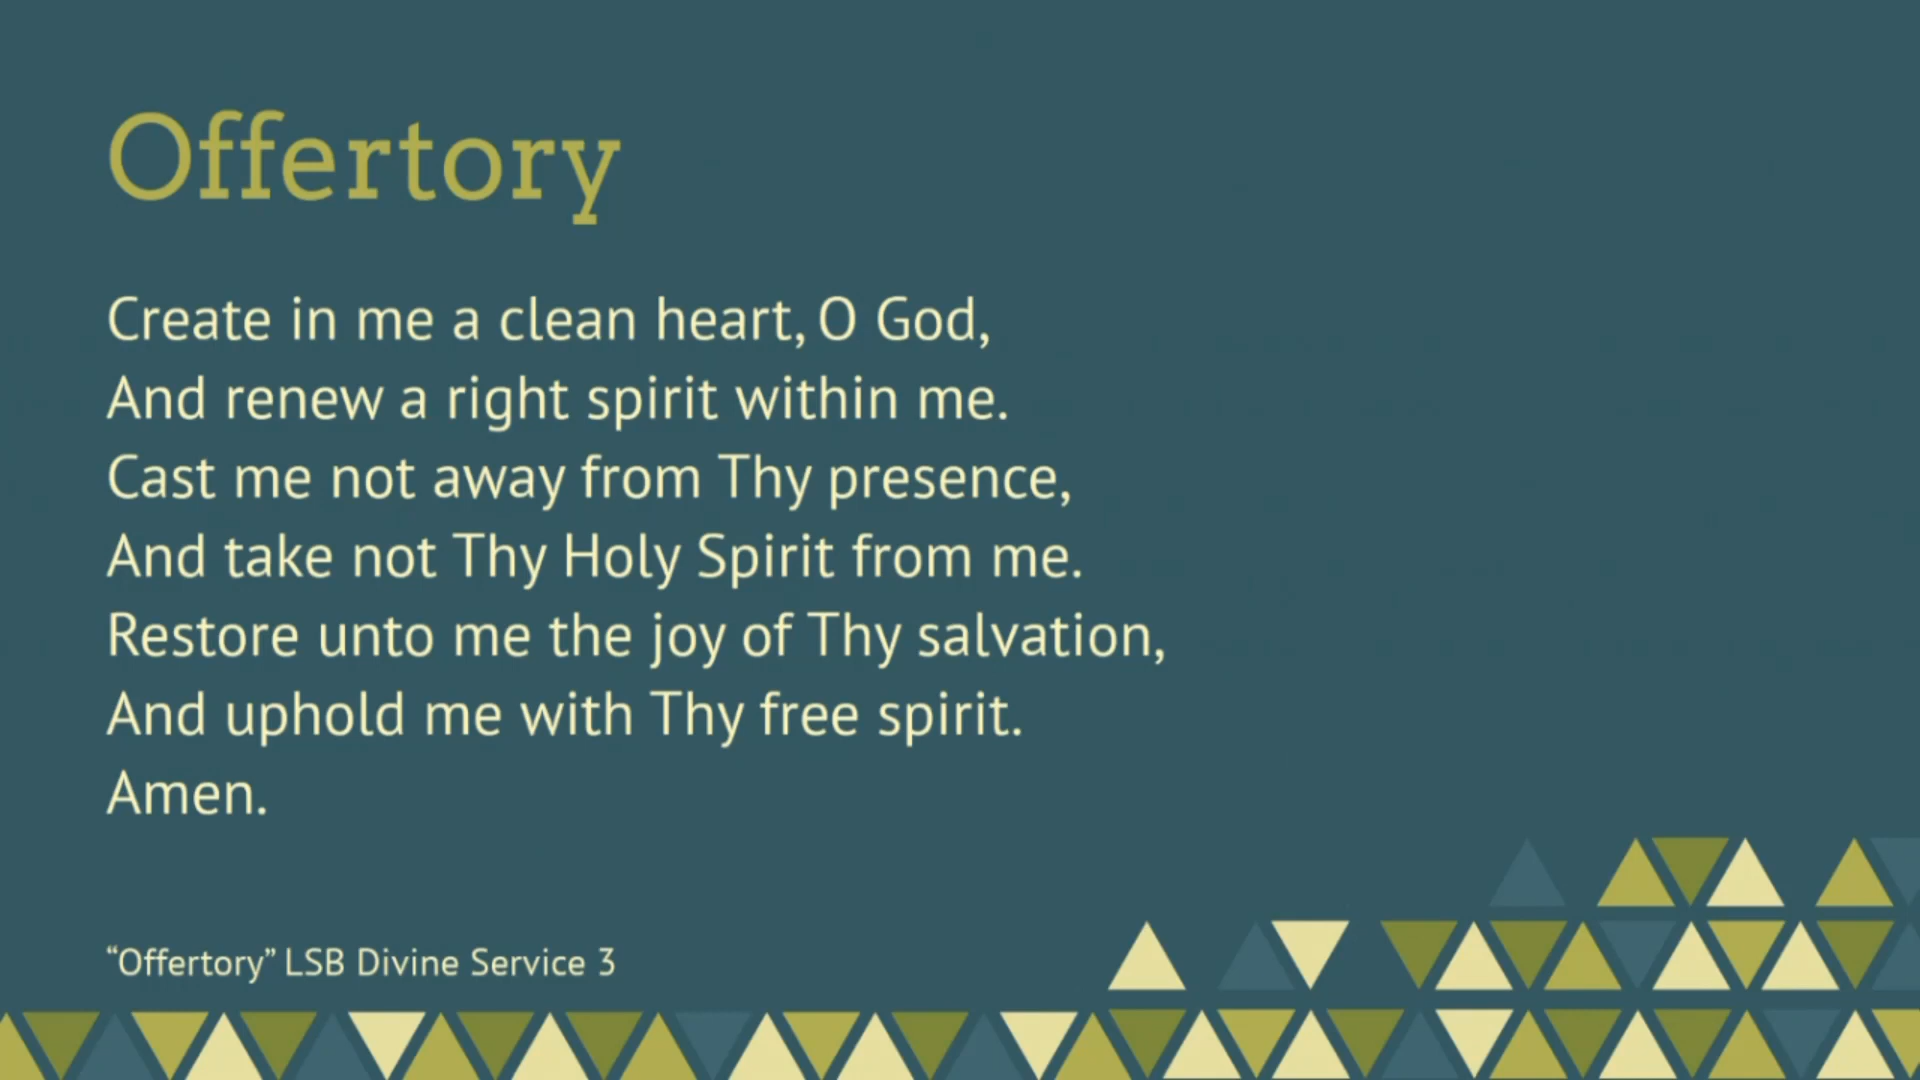 Offertory
Create in me a clean heart, O God,
And renew a right spirit within me.
Cast me not away from Thy presence,
And take not Thy Holy Spirit from me.
Restore unto me the joy of Thy salvation,
And uphold me with Thy free spirit.
Amen.
“Offertory” LSB Divine Service 3